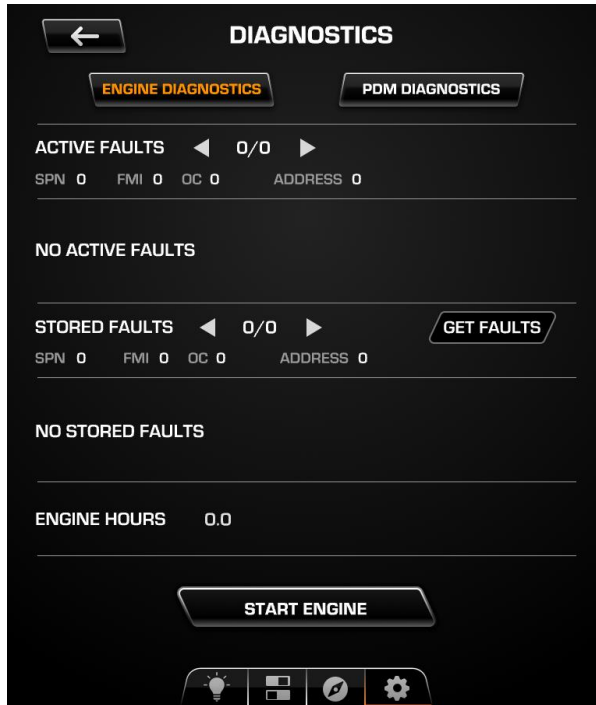 DIAGNOSTICS
ENGINE DIAGNOSTICS PDM DIAGNOSTICS
ACTIVE FAULTS 0/0
SPN 0 FMI 0 OC 0 ADDRESS 0
NO ACTIVE FAULTS
STORED FAULTS 0/0 GET FAULTS
SPN 0 FMI 0 OC 0 ADDRESS 0
NO STORED FAULTS
ENGINE HOURS 0.0
START ENGINE